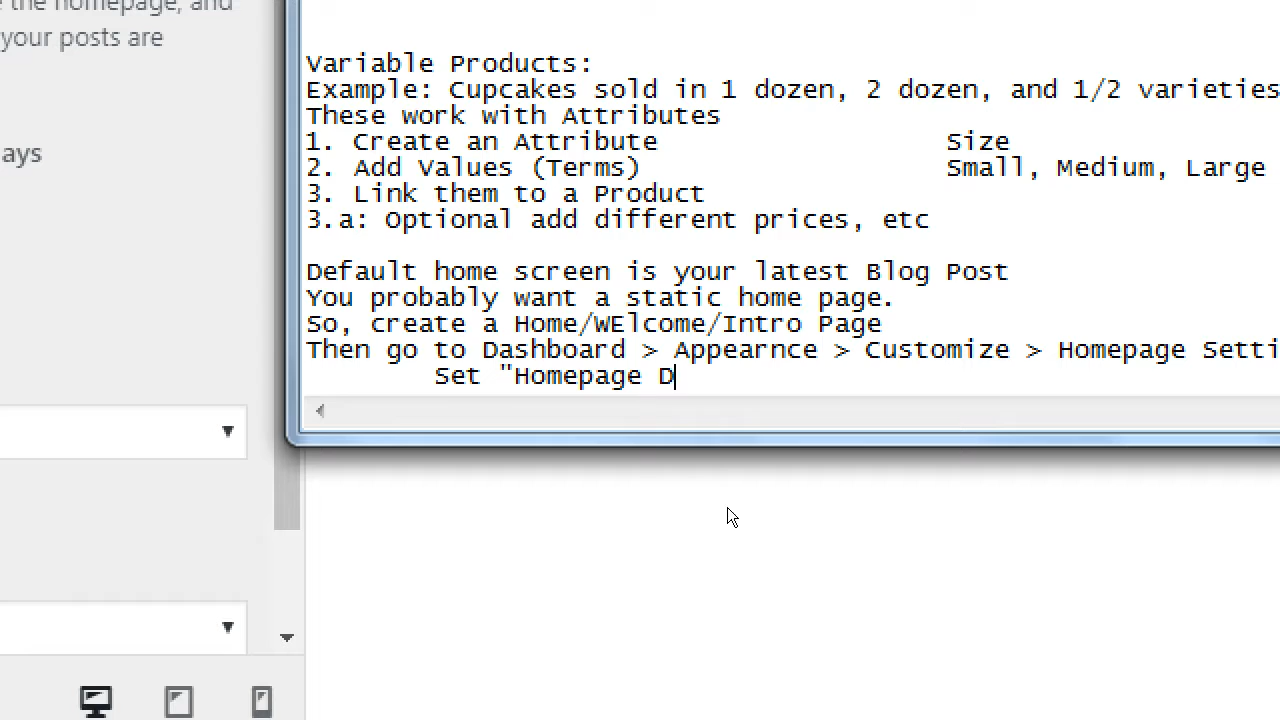 the homepage, and
your posts are
ays
Variable Products:
Example: Cupcakes sold in 1 dozen, 2 dozen, and 1/2 varieties
These work with Attributes
1. Create an Attribute Size
2. Add Values (Terms) Small, Medium, Large
3. Link them to a Product
3.a: Optional add different prices, etc
Default home screen is your latest Blog Post
You probably want a static home page.
So, create a Home/WElcome/Intro Page
Then go to Dashboard > Appearnce > Customize > Homepage Setti
Set "Homepage D